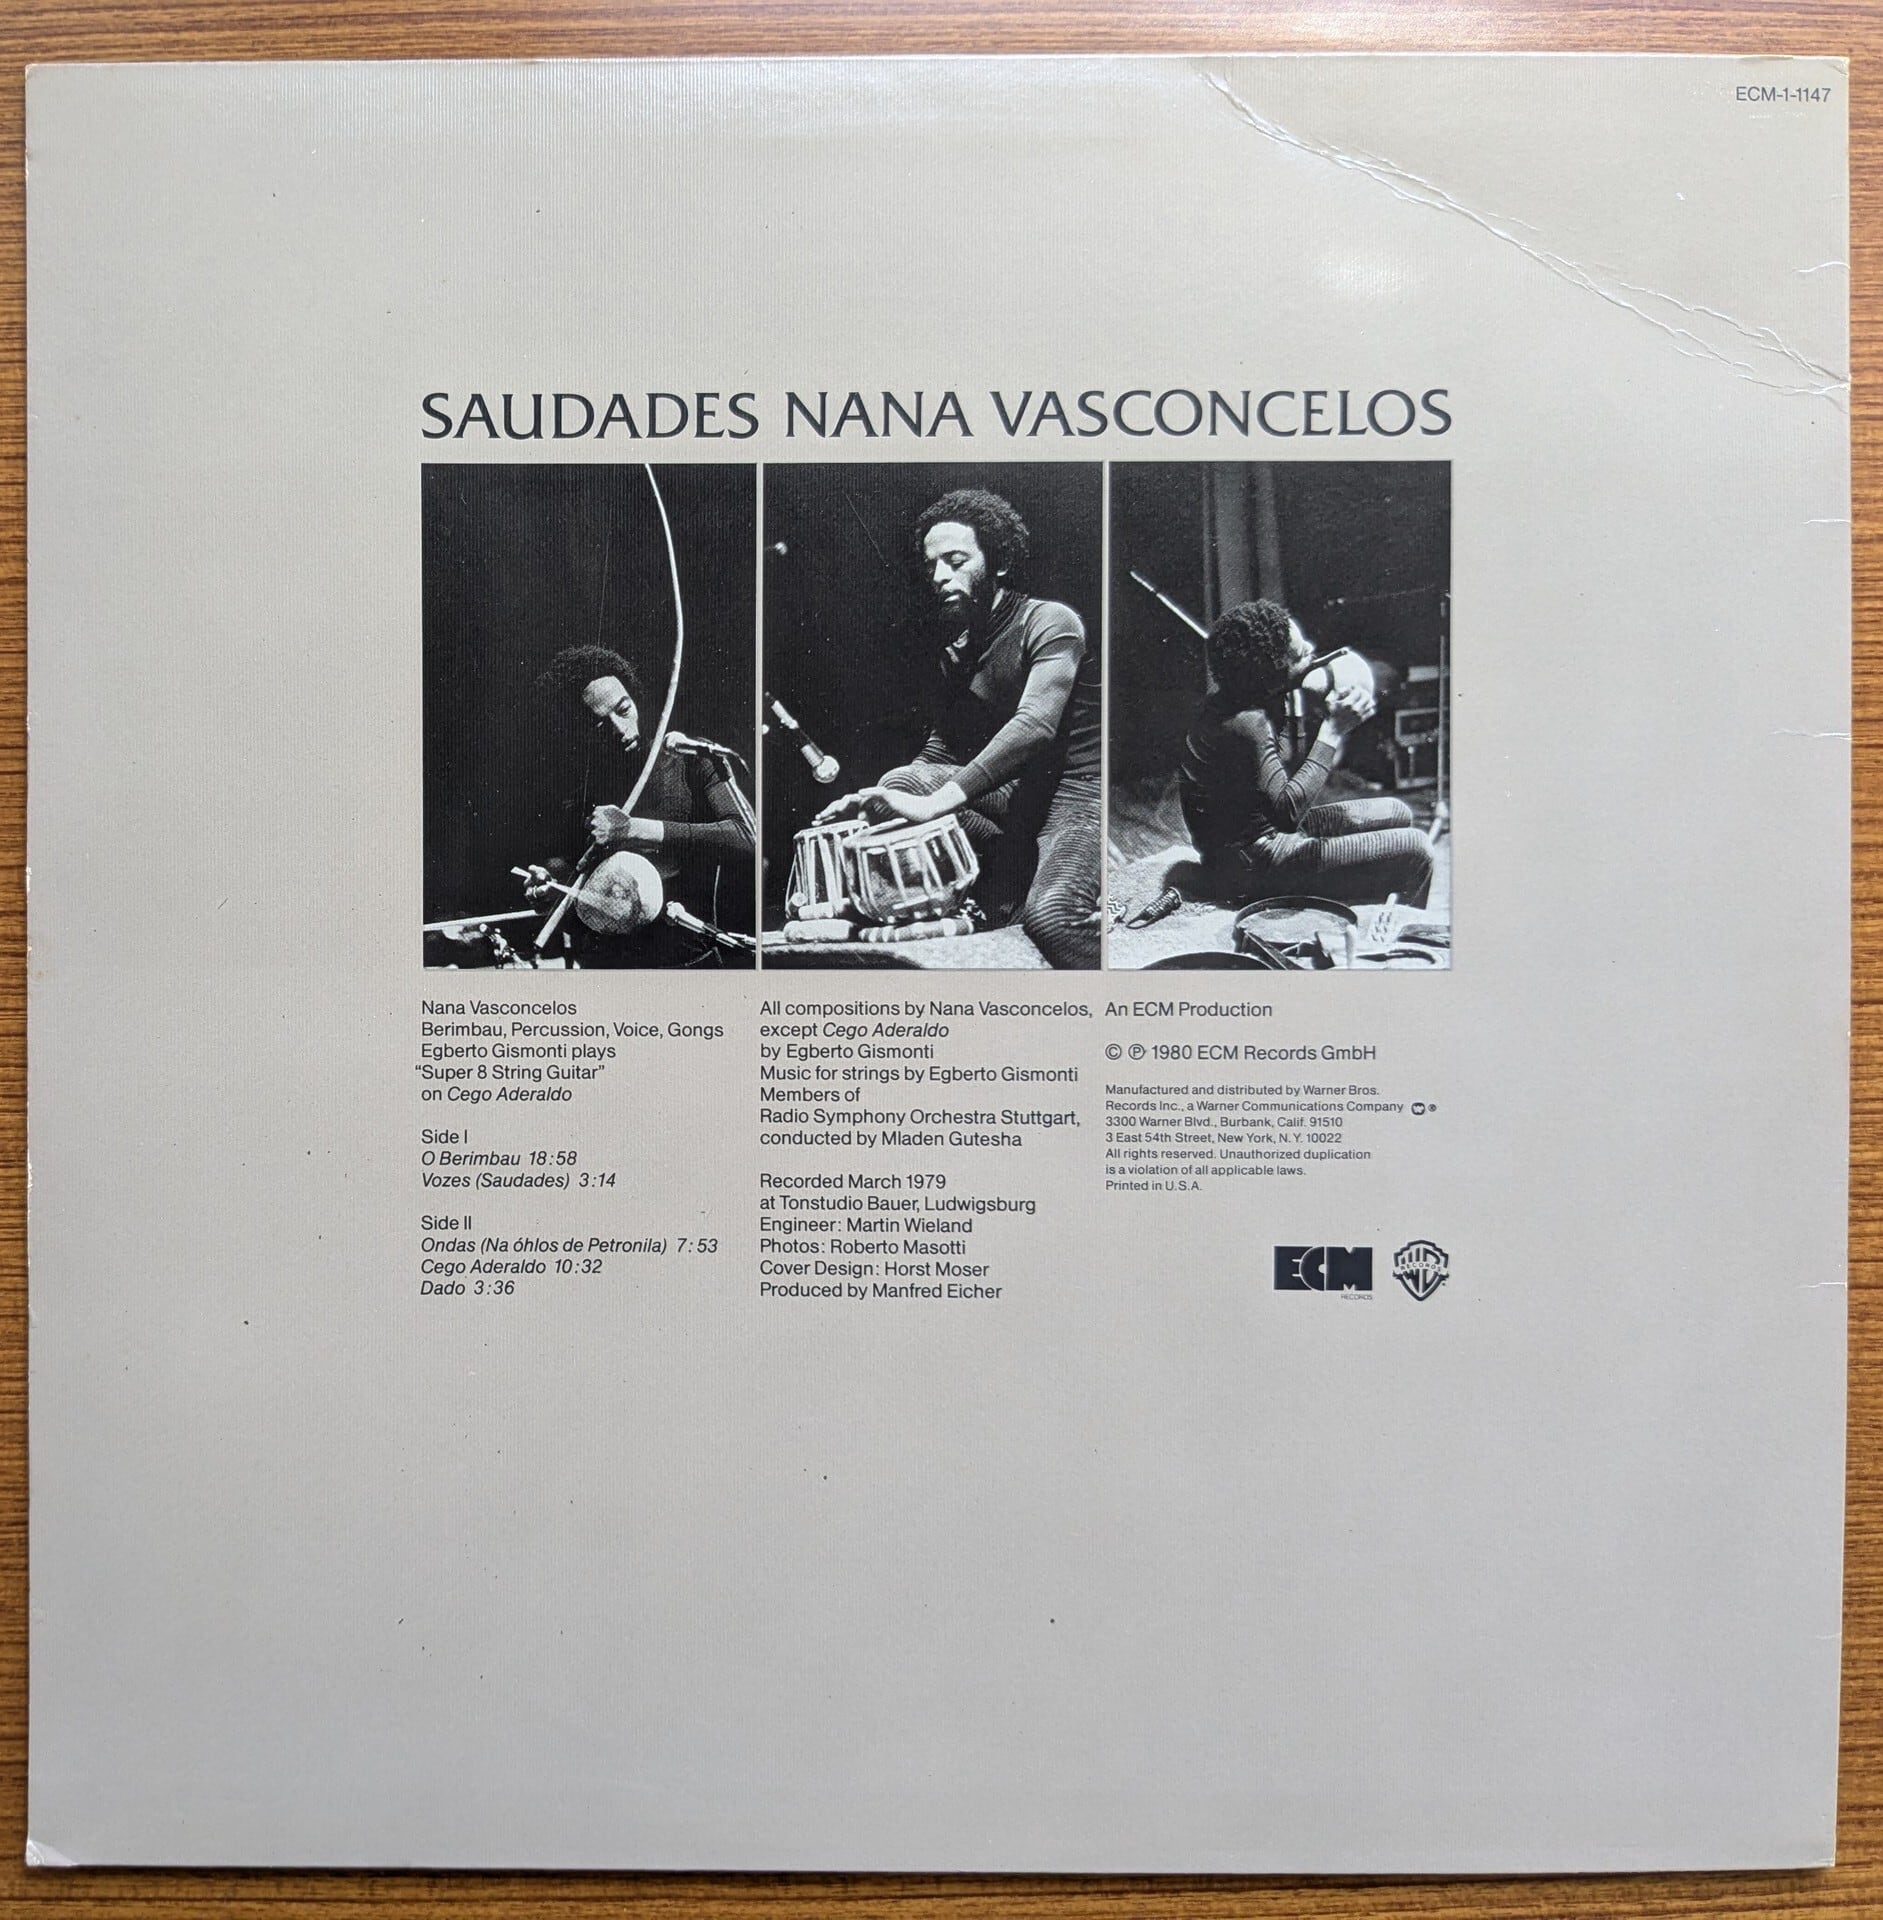 ECM-1-1147
SAUDADES NANA VASCONCELOS
Nana Vasconcelos
Berimbau, Percussion, Voice, Gongs
Egberto Gismonti plays
“Super 8 String Guitar”
on Cego Aderaldo
Side I
O Berimbau 18:58
Vozes (Saudades) 3:14
Side II
Ondas (Na óhlos de Petronila) 7:53
Cego Aderaldo 10:32
Dado 3:36
All compositions by Nana Vasconcelos,
except Cego Aderaldo
by Egberto Gismonti
Music for strings by Egberto Gismonti
Members of
Radio Symphony Orchestra Stuttgart,
conducted by Mladen Gutesha
Recorded March 1979
at Tonstudio Bauer, Ludwigsburg
Engineer: Martin Wieland
Photos: Roberto Masotti
Cover Design: Horst Moser
Produced by Manfred Eicher
An ECM Production
© ℗ 1980 ECM Records GmbH
Manufactured and distributed by Warner Bros.
Records Inc., a Warner Communications Company ®
3300 Warner Blvd., Burbank, Calif. 91510
3 East 54th Street, New York, N.Y. 10022
All rights reserved. Unauthorized duplication
is a violation of all applicable laws.
Printed in U.S.A.
ECM
RECORDS
WB
RECORDS